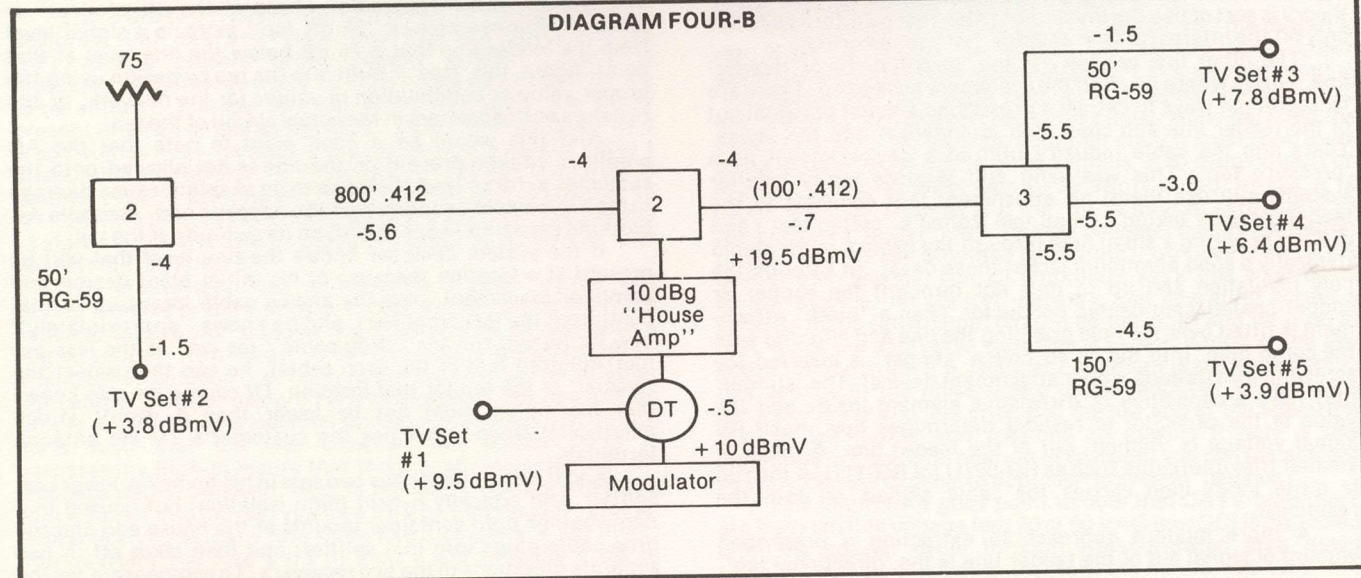 DIAGRAM FOUR-B
75
2
-4
50'
RG-59
-1.5
TV Set #2
(+3.8 dBmV)
800' .412
-5.6
-4
2
-4
(100' .412)
-.7
+19.5 dBmV
10 dBg
"House
Amp"
DT
-.5
+10 dBmV
Modulator
TV Set
#1
(+9.5 dBmV)
3
-5.5
-1.5
50'
RG-59
TV Set #3
(+7.8 dBmV)
-5.5
-3.0
TV Set #4
(+6.4 dBmV)
-5.5
-4.5
150'
RG-59
TV Set #5
(+3.9 dBmV)